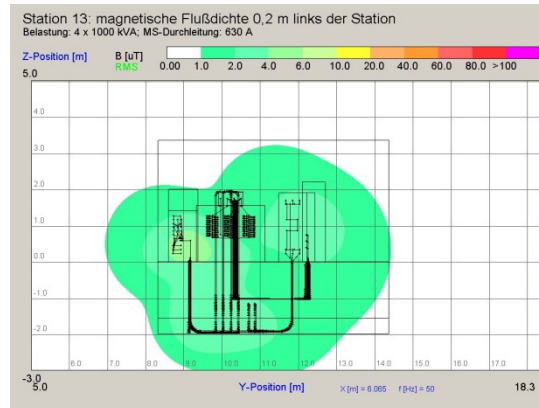 Station 13: magnetische Flußdichte 0,2 m links der Station
Belastung: 4 x 1000 kVA; MS-Durchleitung: 630 A
Z-Position [m] B [uT]
RMS 0.00 1.0 2.0 4.0 6.0 10.0 20.0 40.0 60.0 80.0 >100
5.0
4.0
3.0
2.0
1.0
0.0
-1.0
-2.0
6.0 7.0 8.0 9.0 10.0 11.0 12.0 13.0 14.0 15.0 16.0 17.0
-3.0
5.0 Y-Position [m] X [m] = 6.065 f [Hz] = 50 18.3